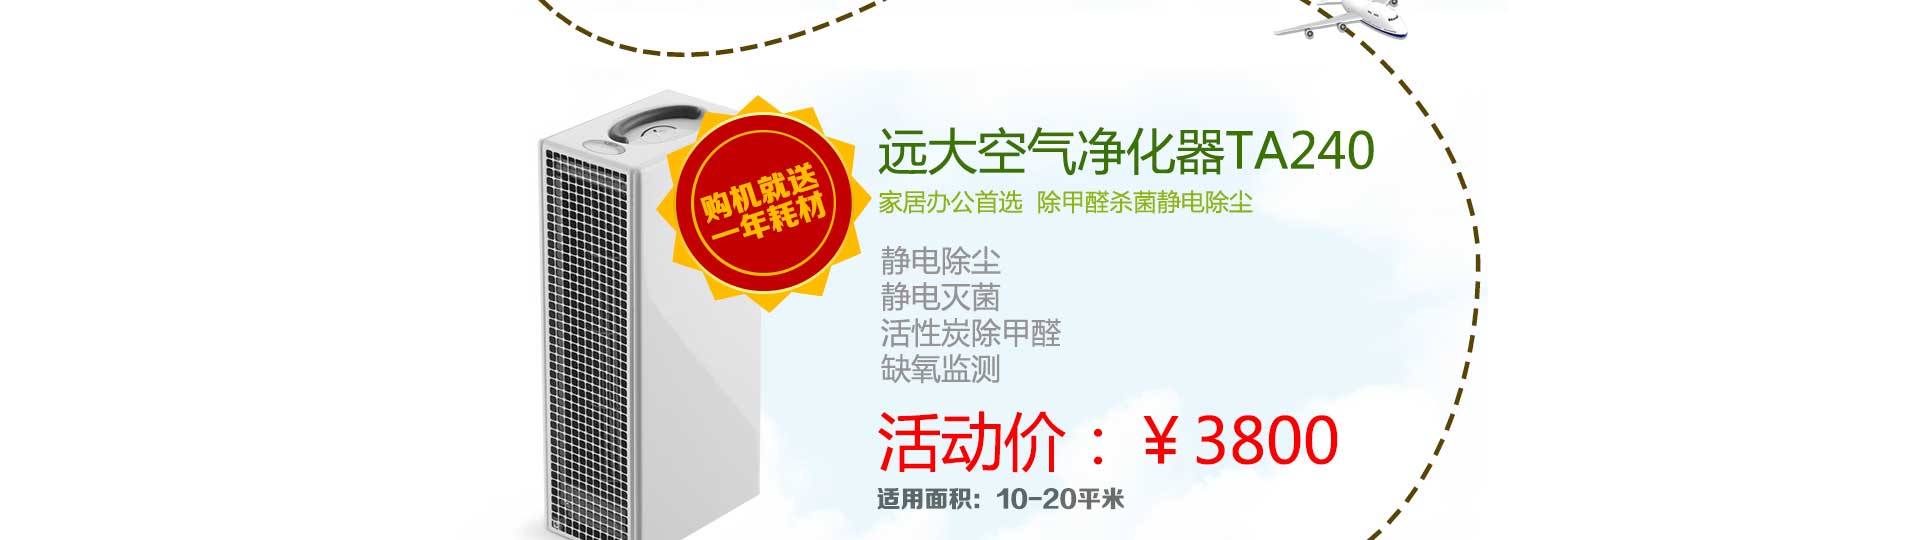 购机就送
一年耗材
远大空气净化器TA240
家居办公首选 除甲醛杀菌静电除尘
静电除尘
静电灭菌
活性炭除甲醛
缺氧监测
活动价：￥3800
适用面积：10-20平米